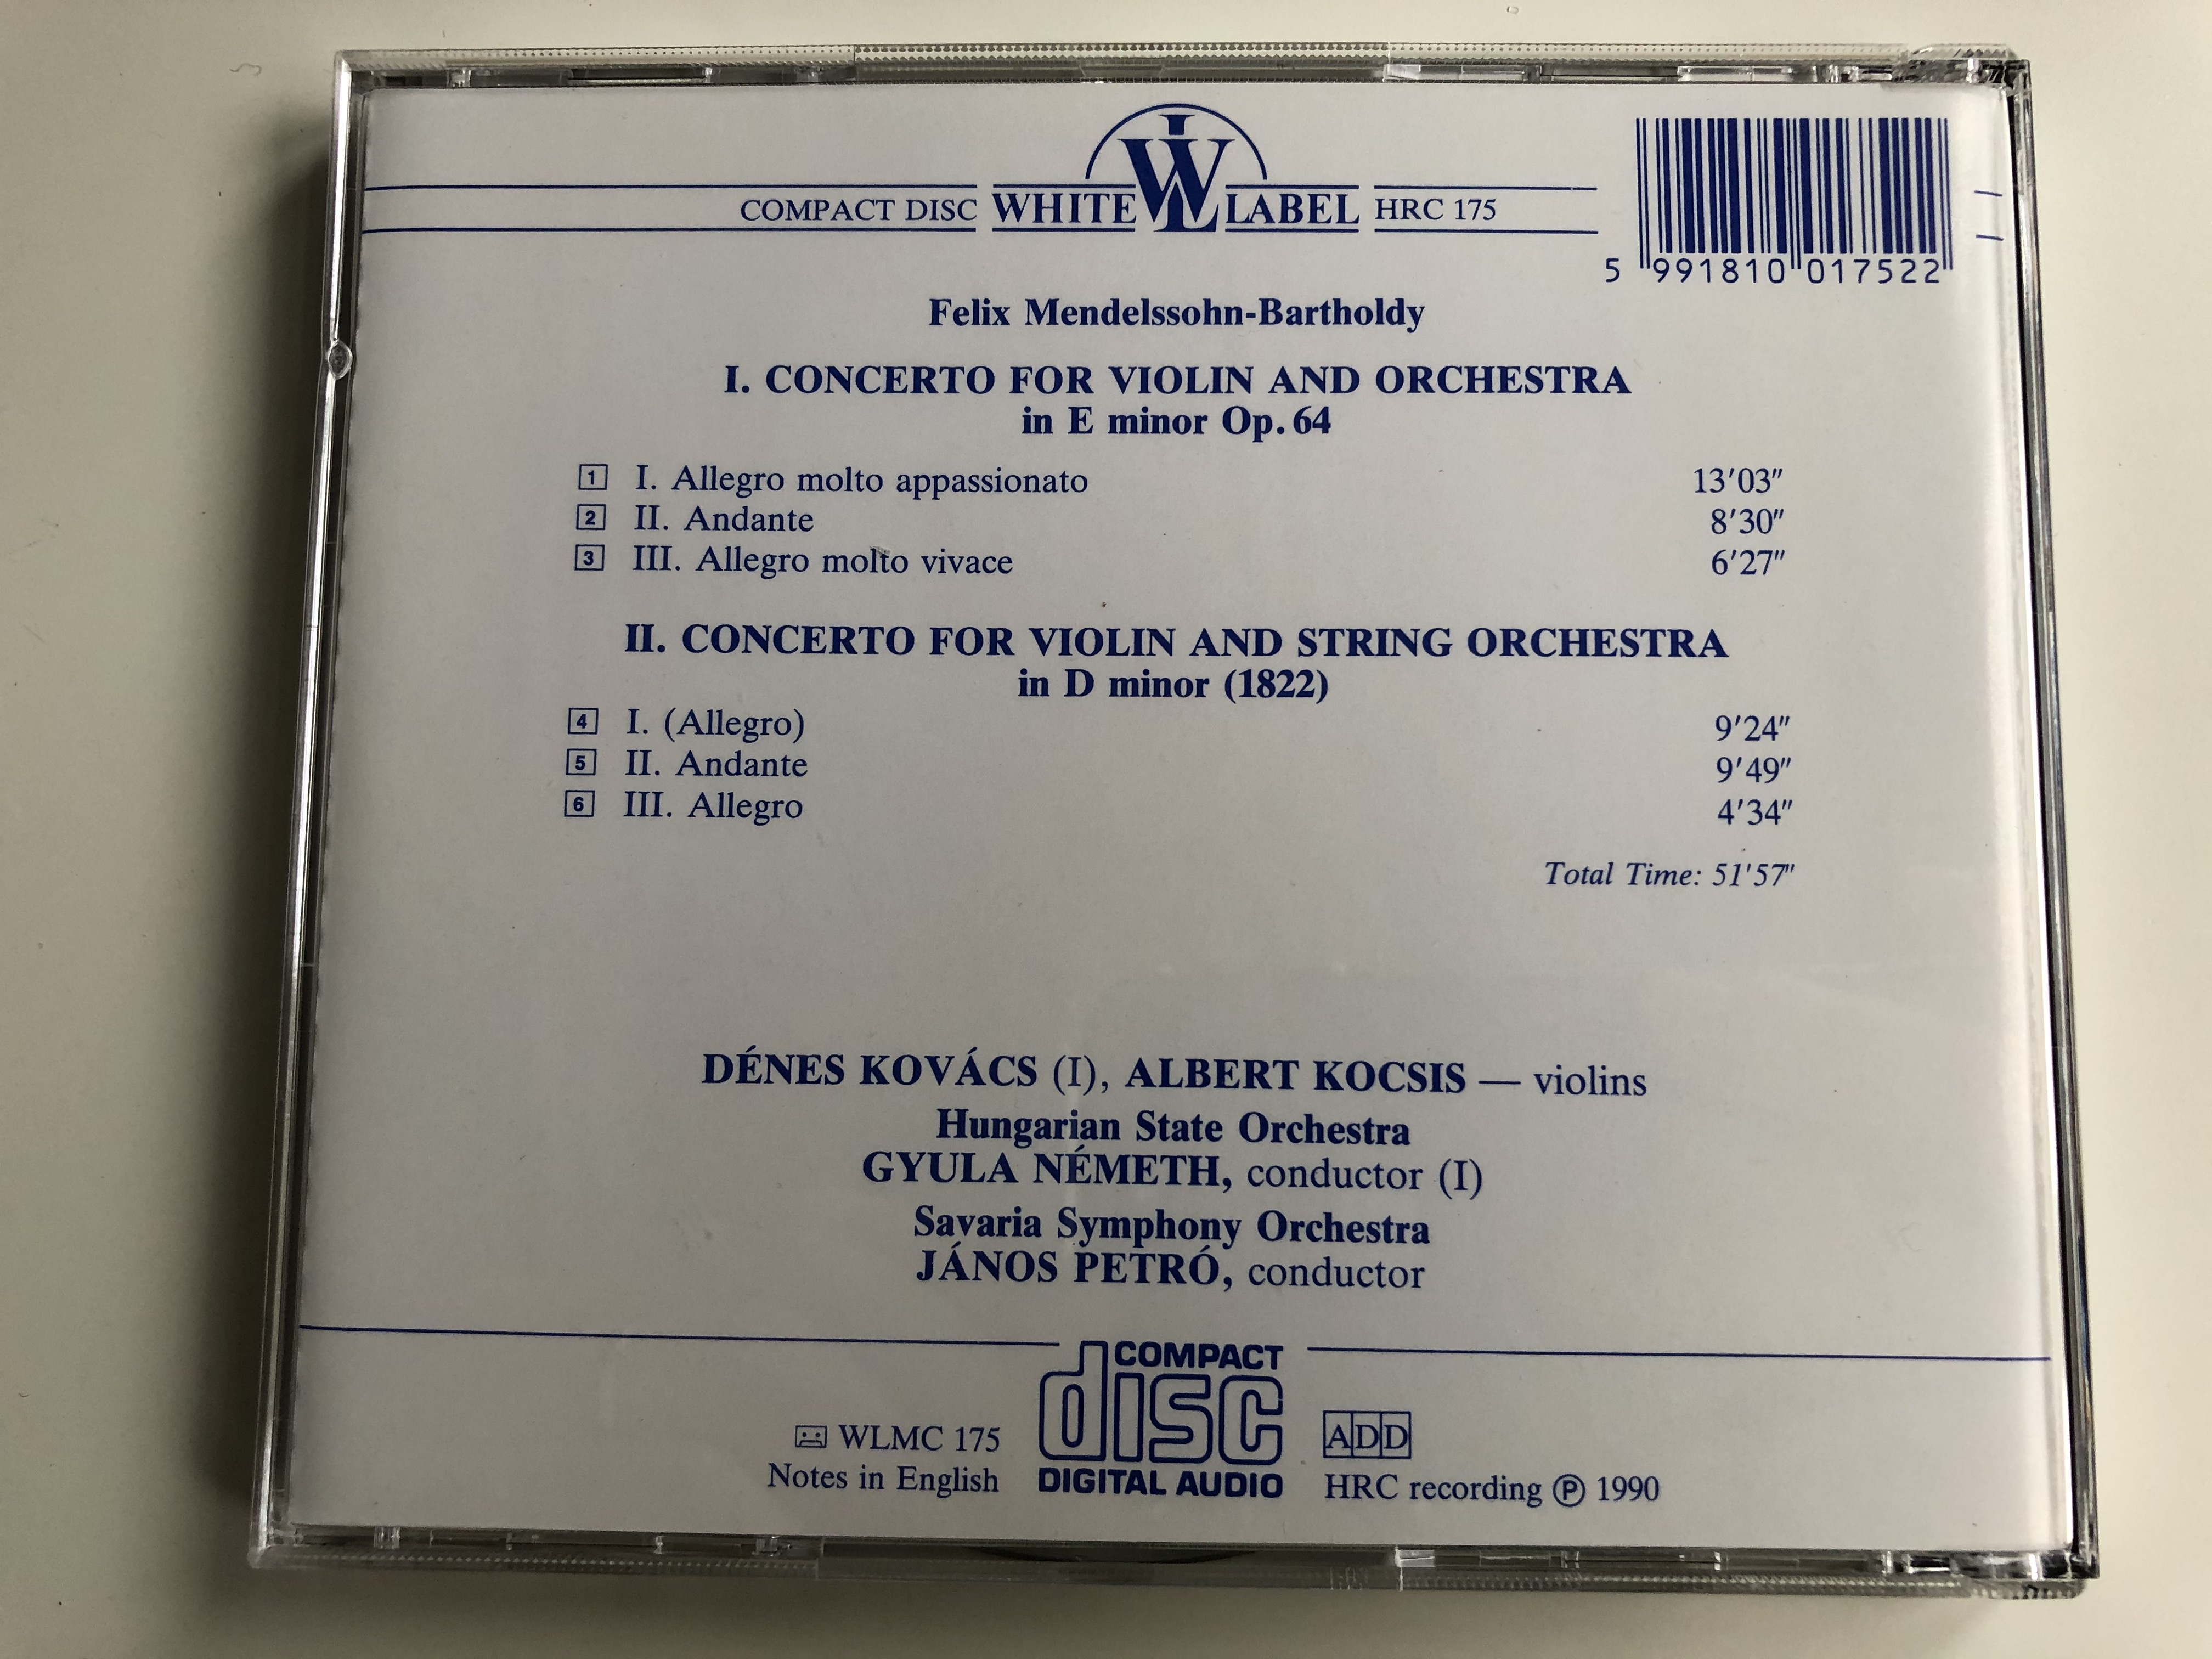 COMPACT DISC WHITE WL LABEL HRC 175
5 991810 017522
Felix Mendelssohn-Bartholdy
I. CONCERTO FOR VIOLIN AND ORCHESTRA
in E minor Op. 64
1 I. Allegro molto appassionato 13'03"
2 II. Andante 8'30"
3 III. Allegro molto vivace 6'27"
II. CONCERTO FOR VIOLIN AND STRING ORCHESTRA
in D minor (1822)
4 I. (Allegro) 9'24"
5 II. Andante 9'49"
6 III. Allegro 4'34"
Total Time: 51'57"
DÉNES KOVÁCS (I), ALBERT KOCSIS — violins
Hungarian State Orchestra
GYULA NÉMETH, conductor (I)
Savaria Symphony Orchestra
JÁNOS PETRÓ, conductor
COMPACT
disc
DIGITAL AUDIO
WLMC 175
Notes in English
ADD
HRC recording Ⓟ 1990